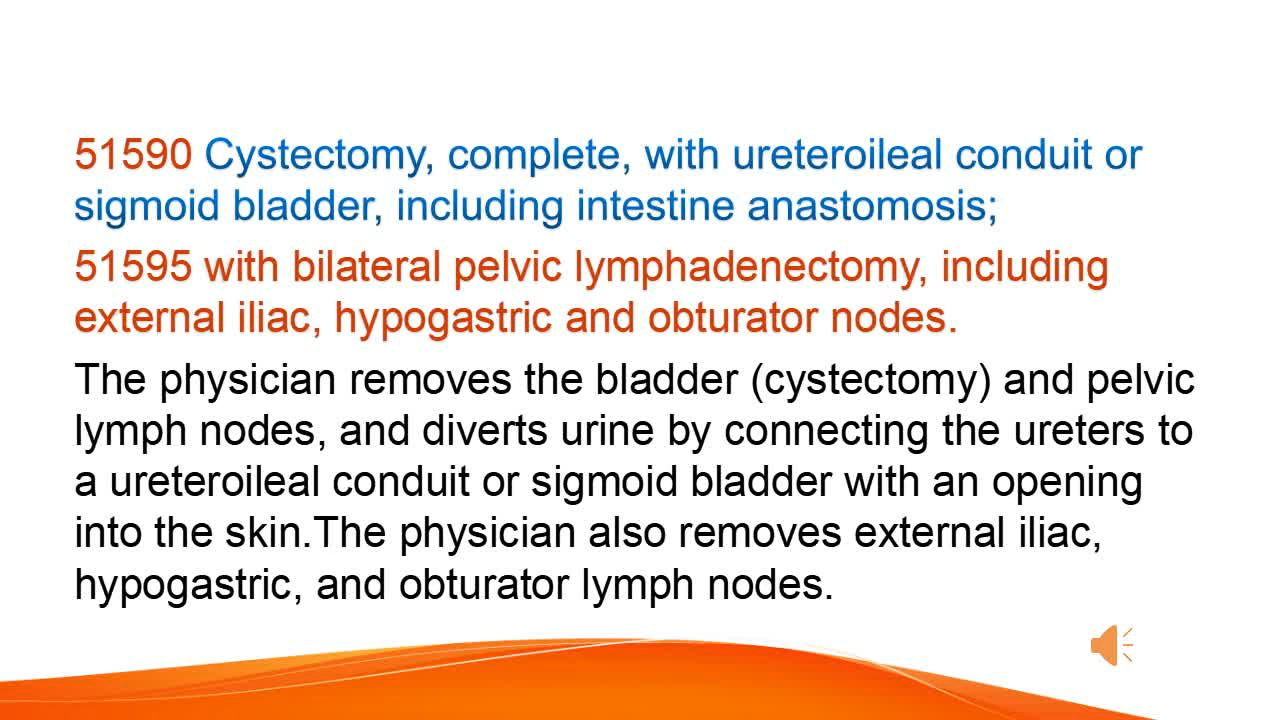 51590 Cystectomy, complete, with ureteroileal conduit or
sigmoid bladder, including intestine anastomosis;
51595 with bilateral pelvic lymphadenectomy, including
external iliac, hypogastric and obturator nodes.
The physician removes the bladder (cystectomy) and pelvic
lymph nodes, and diverts urine by connecting the ureters to
a ureteroileal conduit or sigmoid bladder with an opening
into the skin.The physician also removes external iliac,
hypogastric, and obturator lymph nodes.